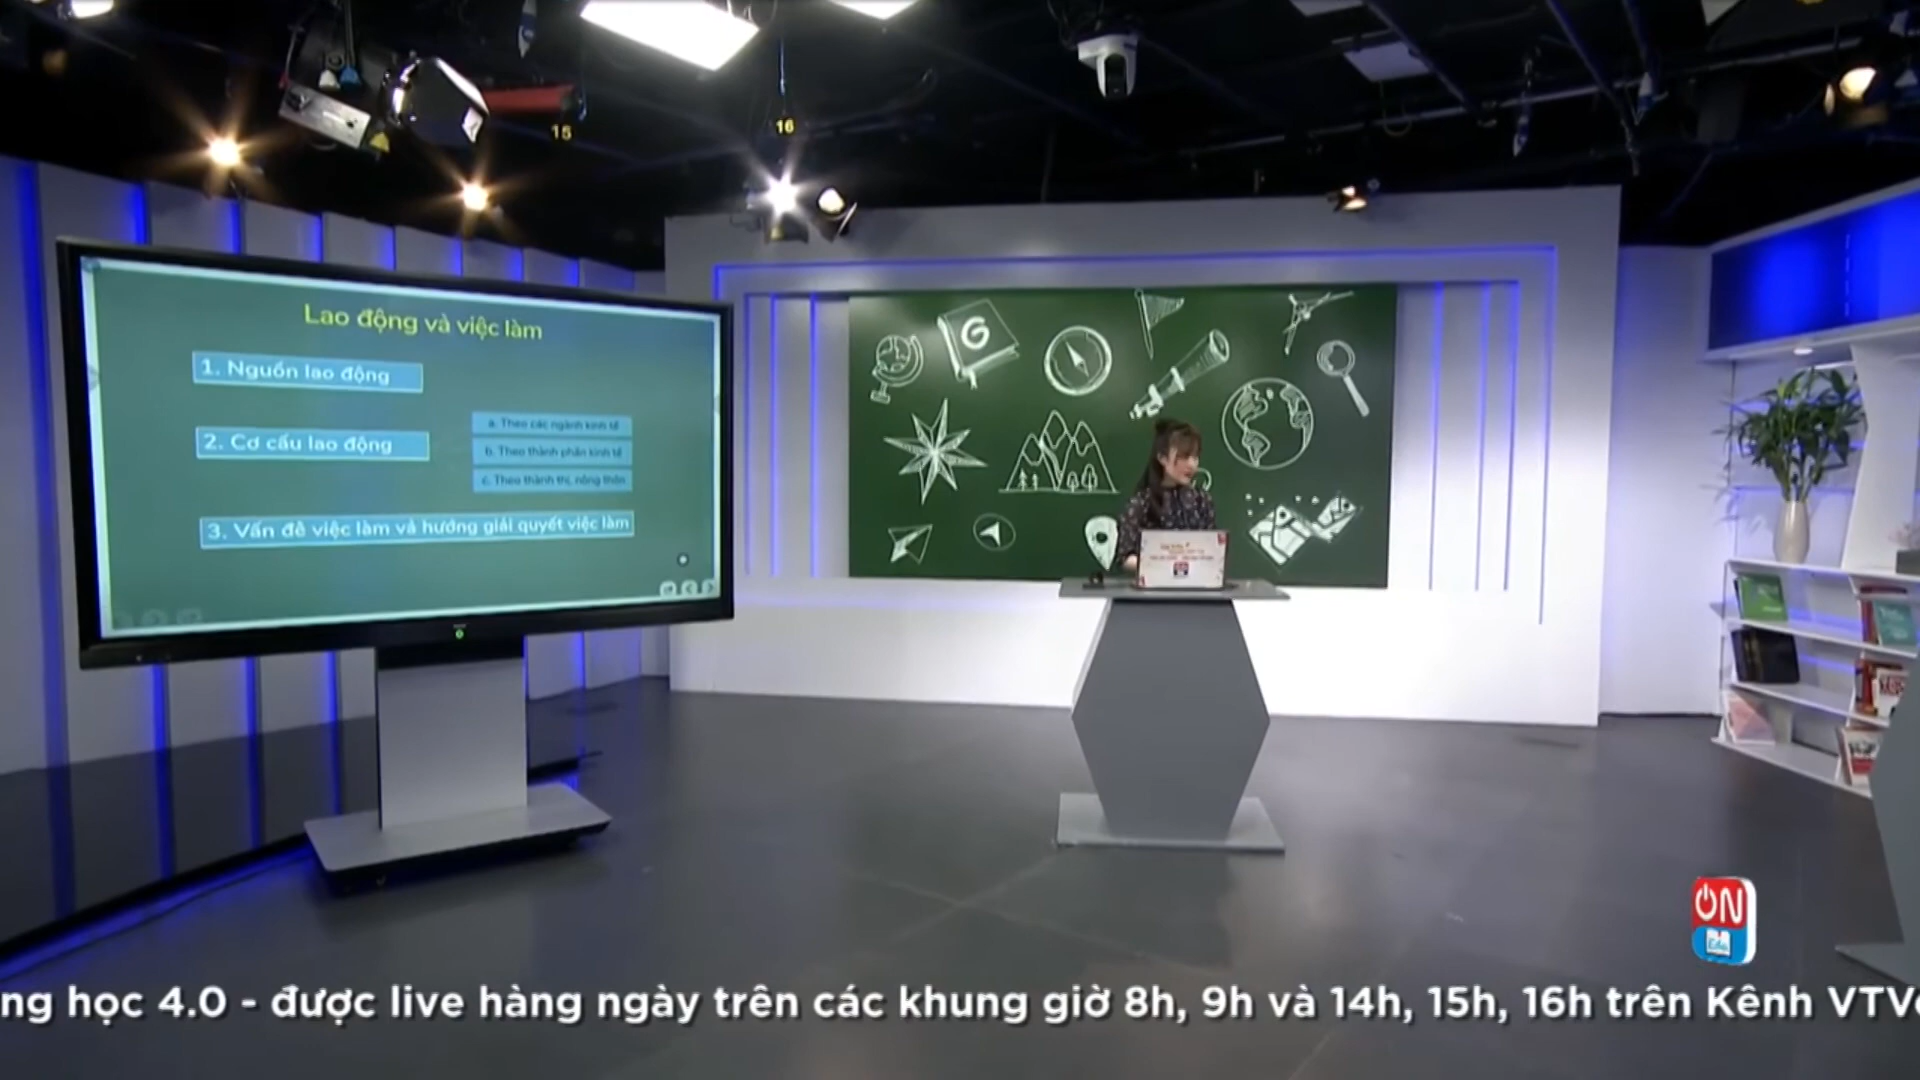 15
16
Lao động và việc làm
1. Nguồn lao động
2. Cơ cấu lao động
a. Theo các ngành kinh tế
b. Theo thành phần kinh tế
c. Theo thành thị, nông thôn
3. Vấn đề việc làm và hướng giải quyết việc làm
G
ON
Edu
ng học 4.0 - được live hàng ngày trên các khung giờ 8h, 9h và 14h, 15h, 16h trên Kênh VTV